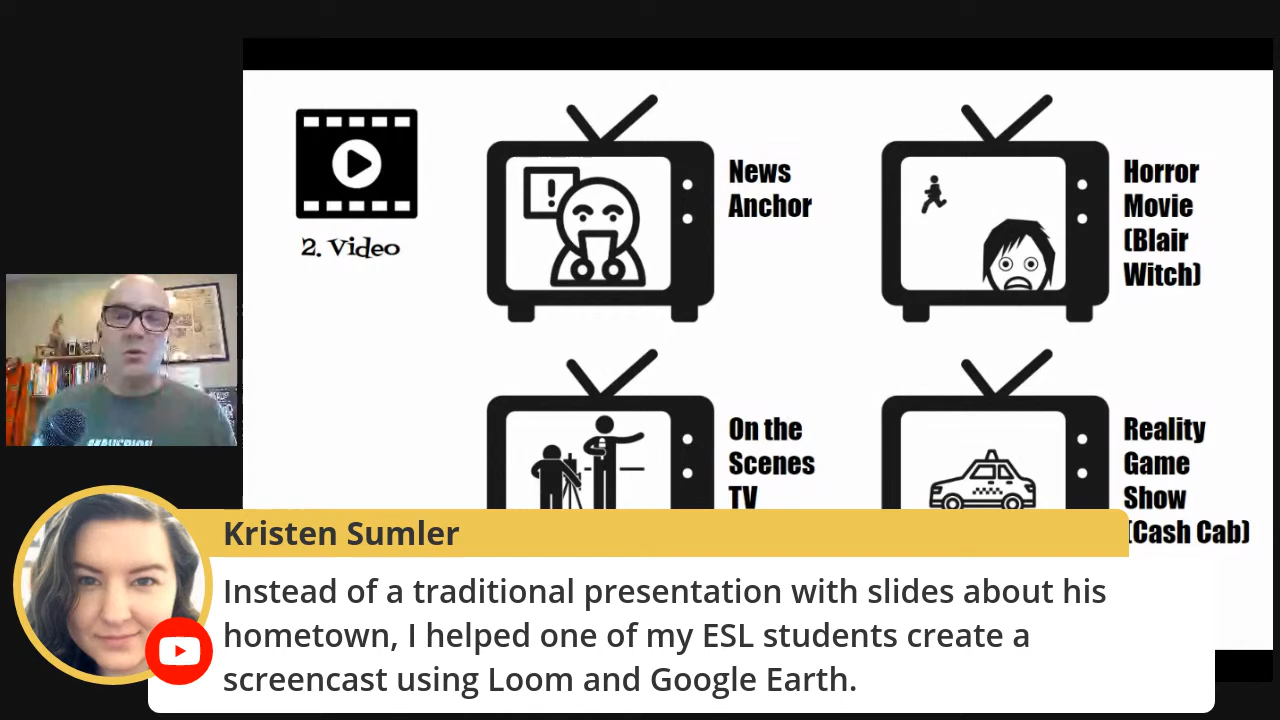 2. Video
News
Anchor
Horror
Movie
(Blair
Witch)
On the
Scenes
TV
Reality
Game
Show
(Cash Cab)
!
Kristen Sumler
Instead of a traditional presentation with slides about his
hometown, I helped one of my ESL students create a
screencast using Loom and Google Earth.